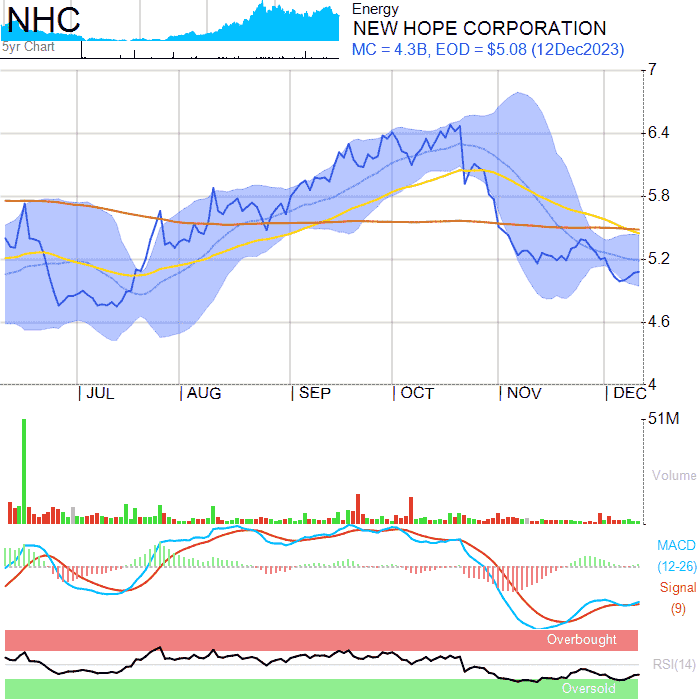 NHC
5yr Chart
Energy
NEW HOPE CORPORATION
MC = 4.3B, EOD = $5.08 (12Dec2023)
7
6.4
5.8
5.2
4.6
4
JUL AUG SEP OCT NOV DEC
51M
Volume
MACD
(12-26)
Signal
(9)
Overbought
RSI(14)
Oversold